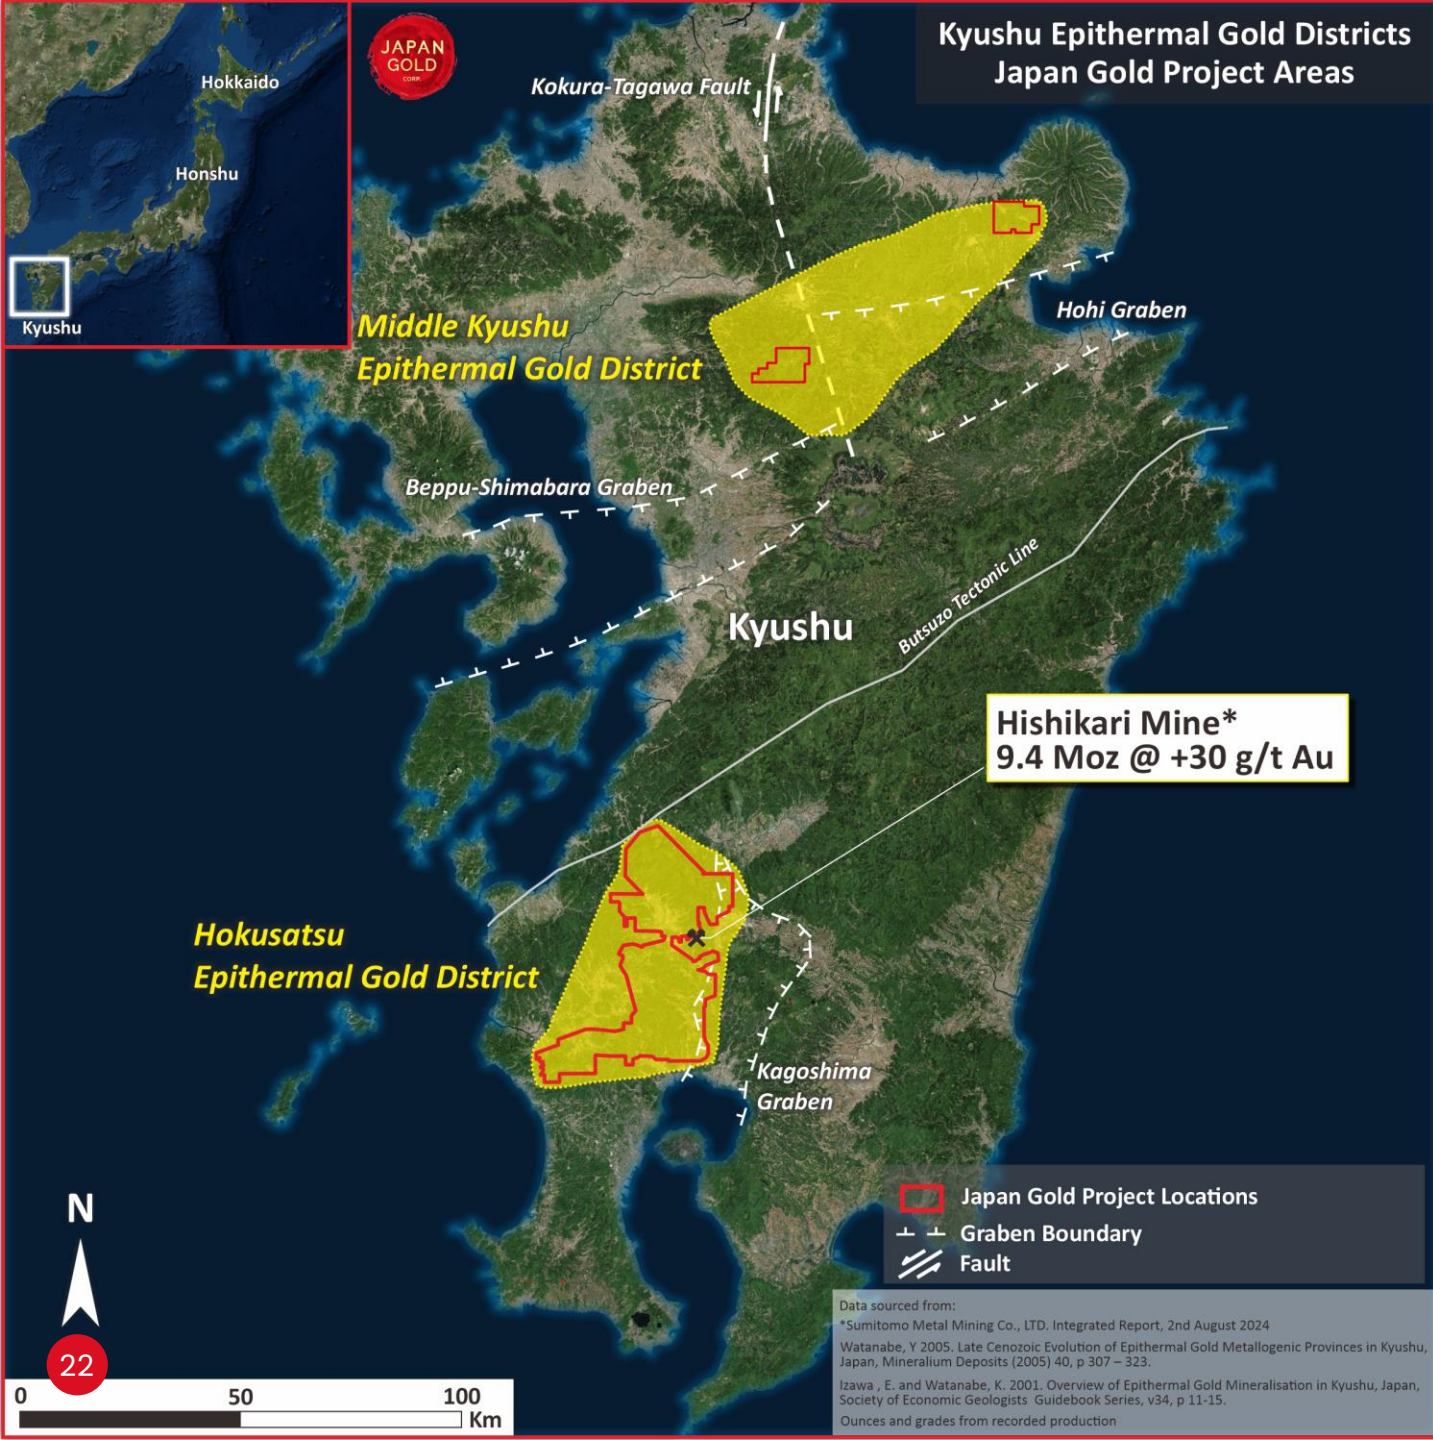 Hokkaido
Honshu
Kyushu
JAPAN
GOLD
CORP.
Kyushu Epithermal Gold Districts
Japan Gold Project Areas
Kokura-Tagawa Fault
Hohi Graben
Middle Kyushu
Epithermal Gold District
Beppu-Shimabara Graben
Butsuzo Tectonic Line
Kyushu
Hishikari Mine*
9.4 Moz @ +30 g/t Au
Hokusatsu
Epithermal Gold District
Kagoshima
Graben
N
22
0 50 100
Km
Japan Gold Project Locations
Graben Boundary
Fault
Data sourced from:
*Sumitomo Metal Mining Co., LTD. Integrated Report, 2nd August 2024
Watanabe, Y 2005. Late Cenozoic Evolution of Epithermal Gold Metallogenic Provinces in Kyushu,
Japan, Mineralium Deposits (2005) 40, p 307 – 323.
Izawa , E. and Watanabe, K. 2001. Overview of Epithermal Gold Mineralisation in Kyushu, Japan,
Society of Economic Geologists Guidebook Series, v34, p 11-15.
Ounces and grades from recorded production